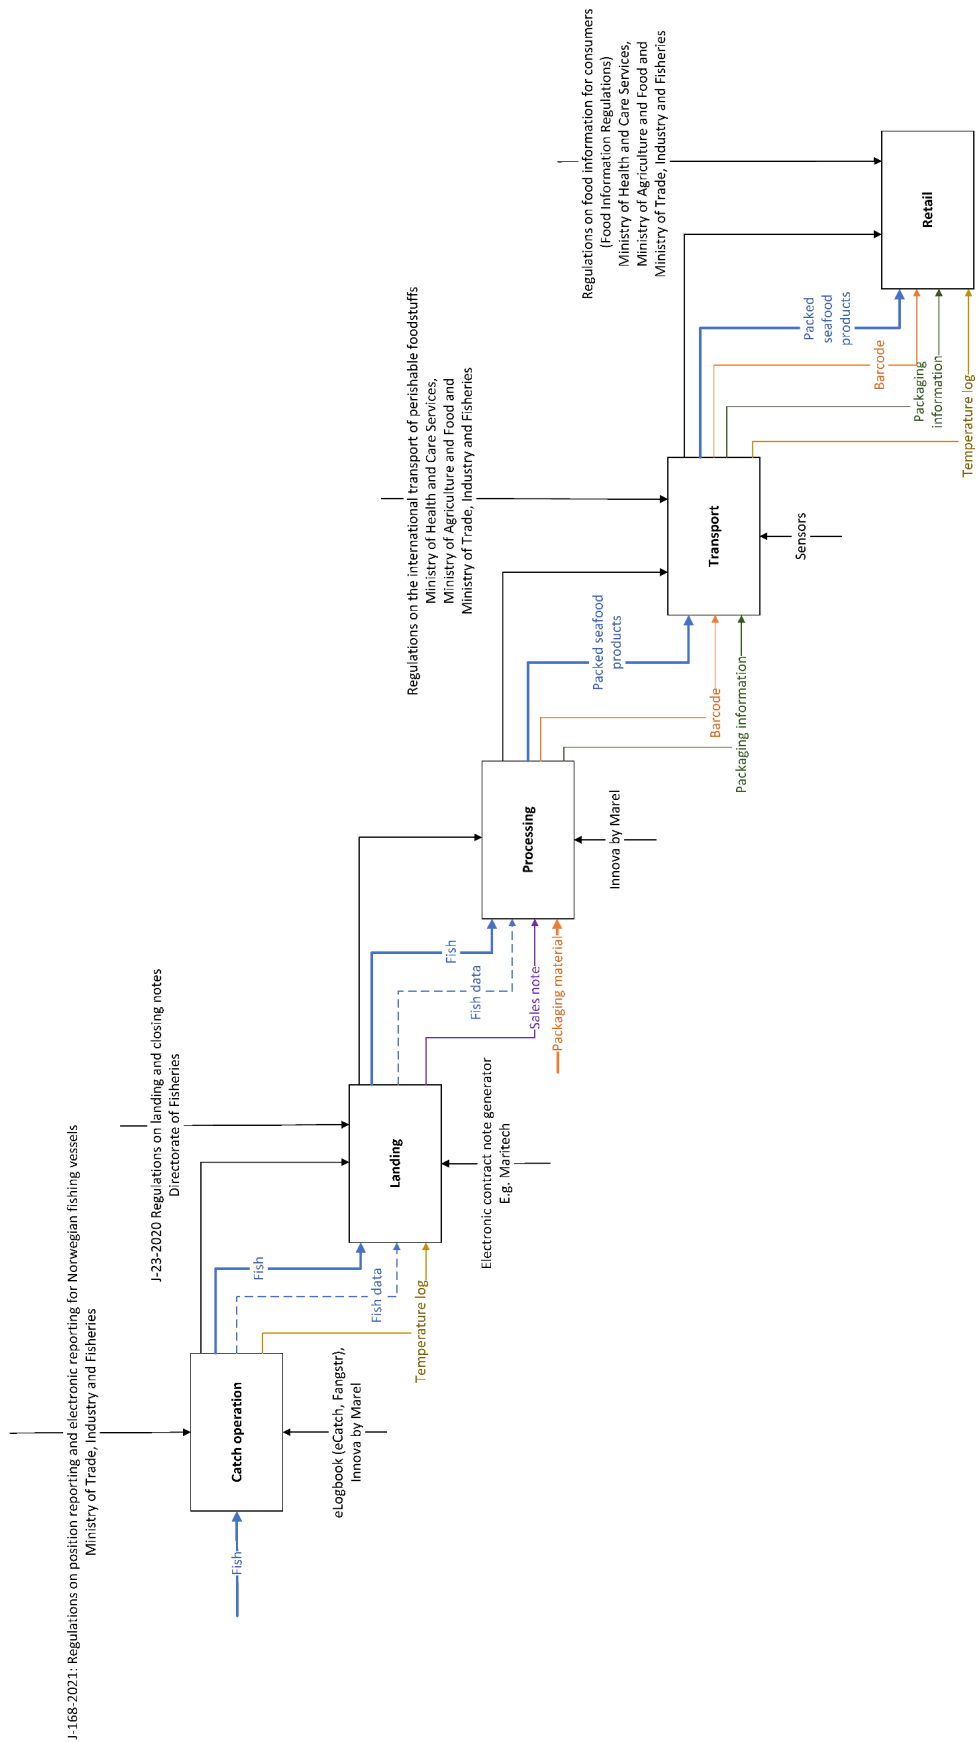 J-168-2021: Regulations on position reporting and electronic reporting for Norwegian fishing vessels
Ministry of Trade, Industry and Fisheries
Fish
Catch operation
eLogbook (eCatch, Fangstr),
Innova by Marel
Fish
Fish data
Temperature log
J-23-2020 Regulations on landing and closing notes
Directorate of Fisheries
Landing
Electronic contract note generator
E.g. Maritech
Fish
Fish data
Sales note
Packaging material
Processing
Innova by Marel
Packed seafood
products
Barcode
Packaging information
Regulations on the international transport of perishable foodstuffs
Ministry of Health and Care Services,
Ministry of Agriculture and Food and
Ministry of Trade, Industry and Fisheries
Transport
Sensors
Packed
seafood
products
Barcode
Packaging
information
Temperature log
Regulations on food information for consumers
(Food Information Regulations)
Ministry of Health and Care Services,
Ministry of Agriculture and Food and
Ministry of Trade, Industry and Fisheries
Retail